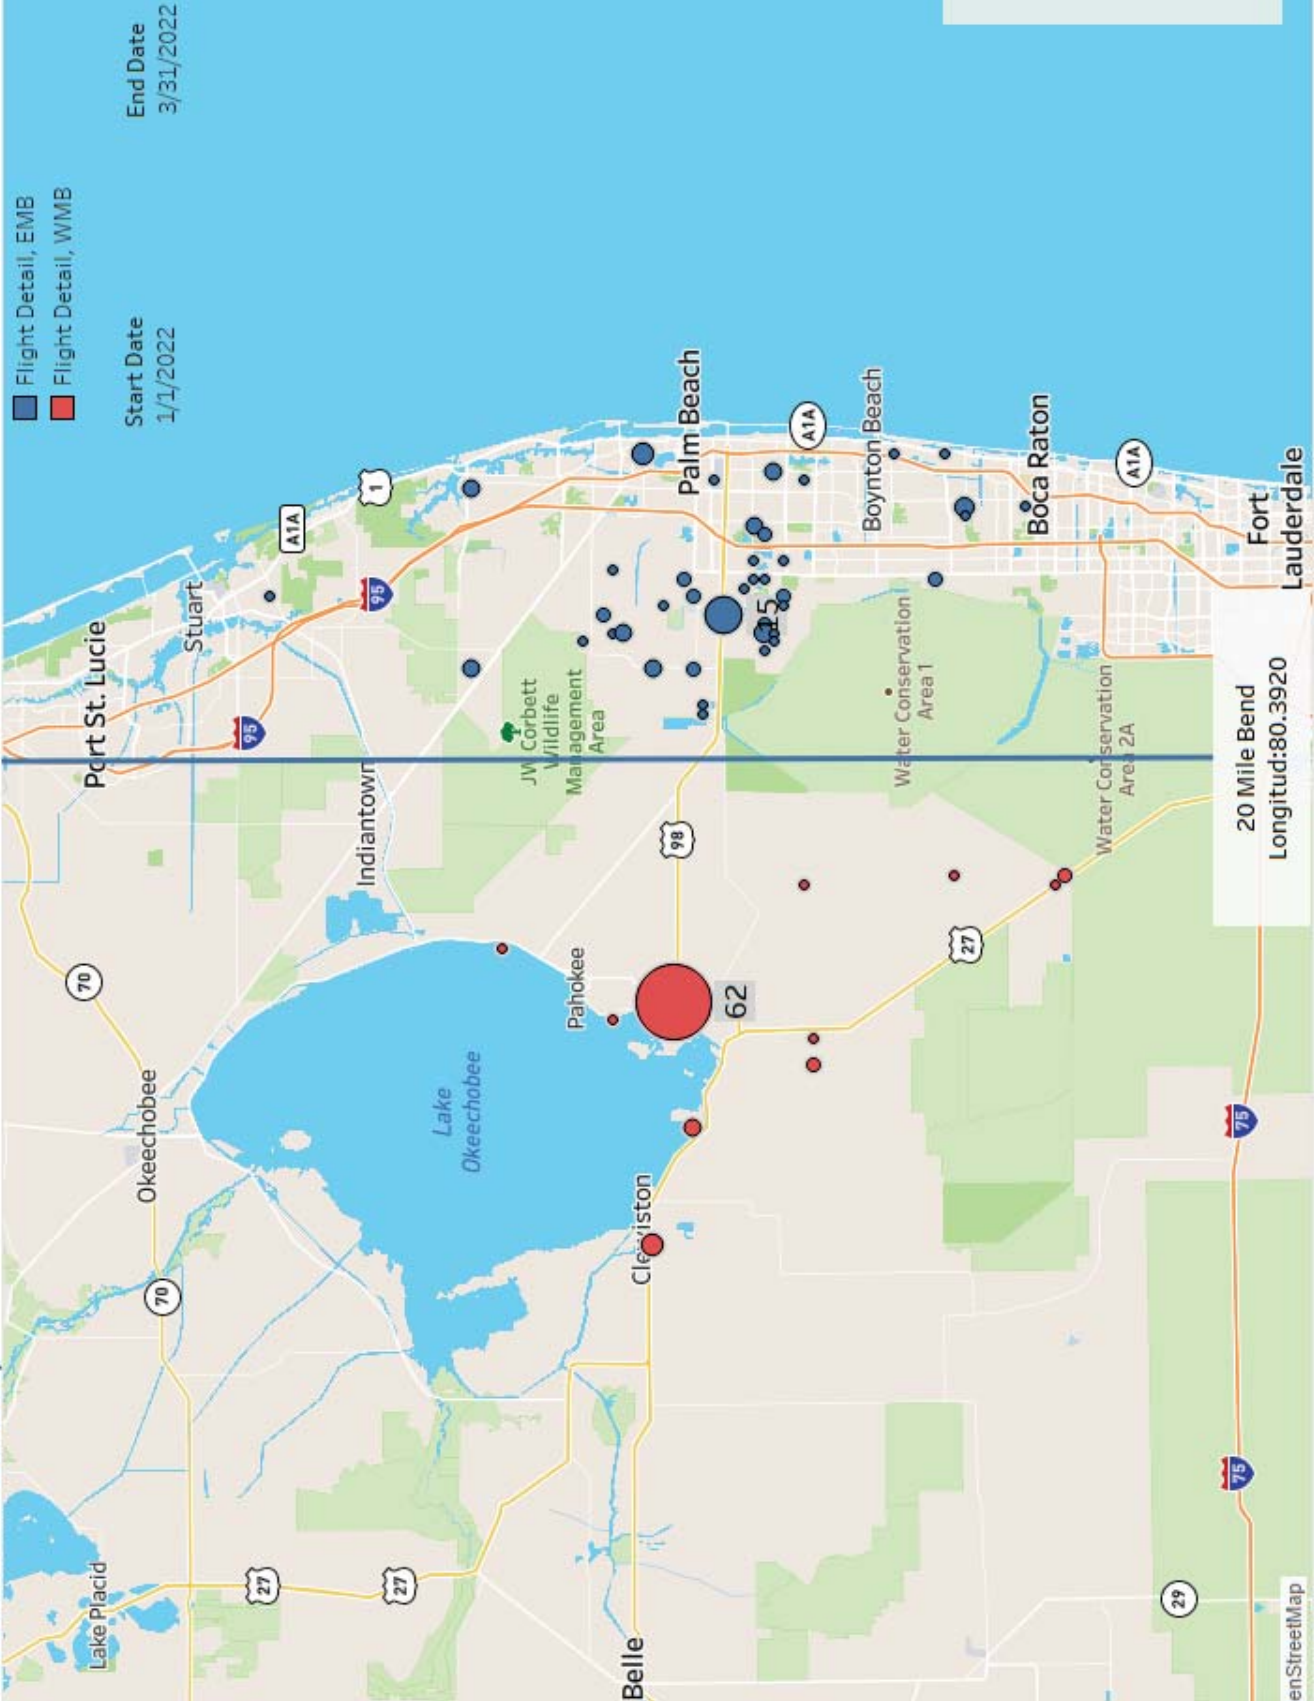 Flight Detail, EMB
Flight Detail, WMB
Start Date
1/1/2022
End Date
3/31/2022
Lake Placid
27
27
70
70
Okeechobee
Port St. Lucie
95
Stuart
A1A
1
95
Indiantown
Lake
Okeechobee
JW Corbett
Wildlife
Management
Area
Pahokee
Belle
Clewiston
98
62
Palm Beach
15
A1A
Boynton Beach
Water Conservation
Area 1
27
Boca Raton
Water Conservation
Area 2A
A1A
29
75
75
20 Mile Bend
Longitud:80.3920
Fort
Lauderdale
enStreetMap